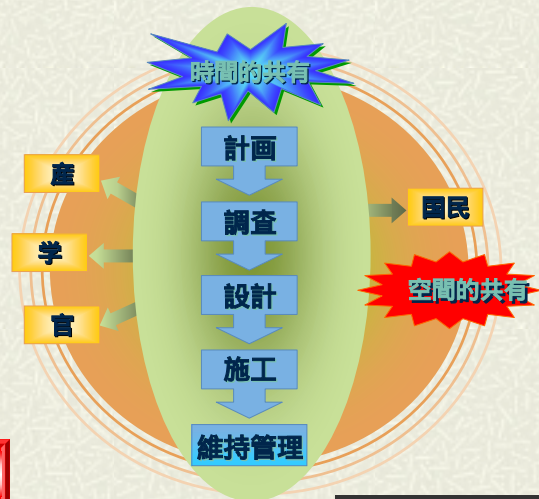 時間的共有
計画
産
調査
国民
学
空間的共有
設計
官
施工
維持管理